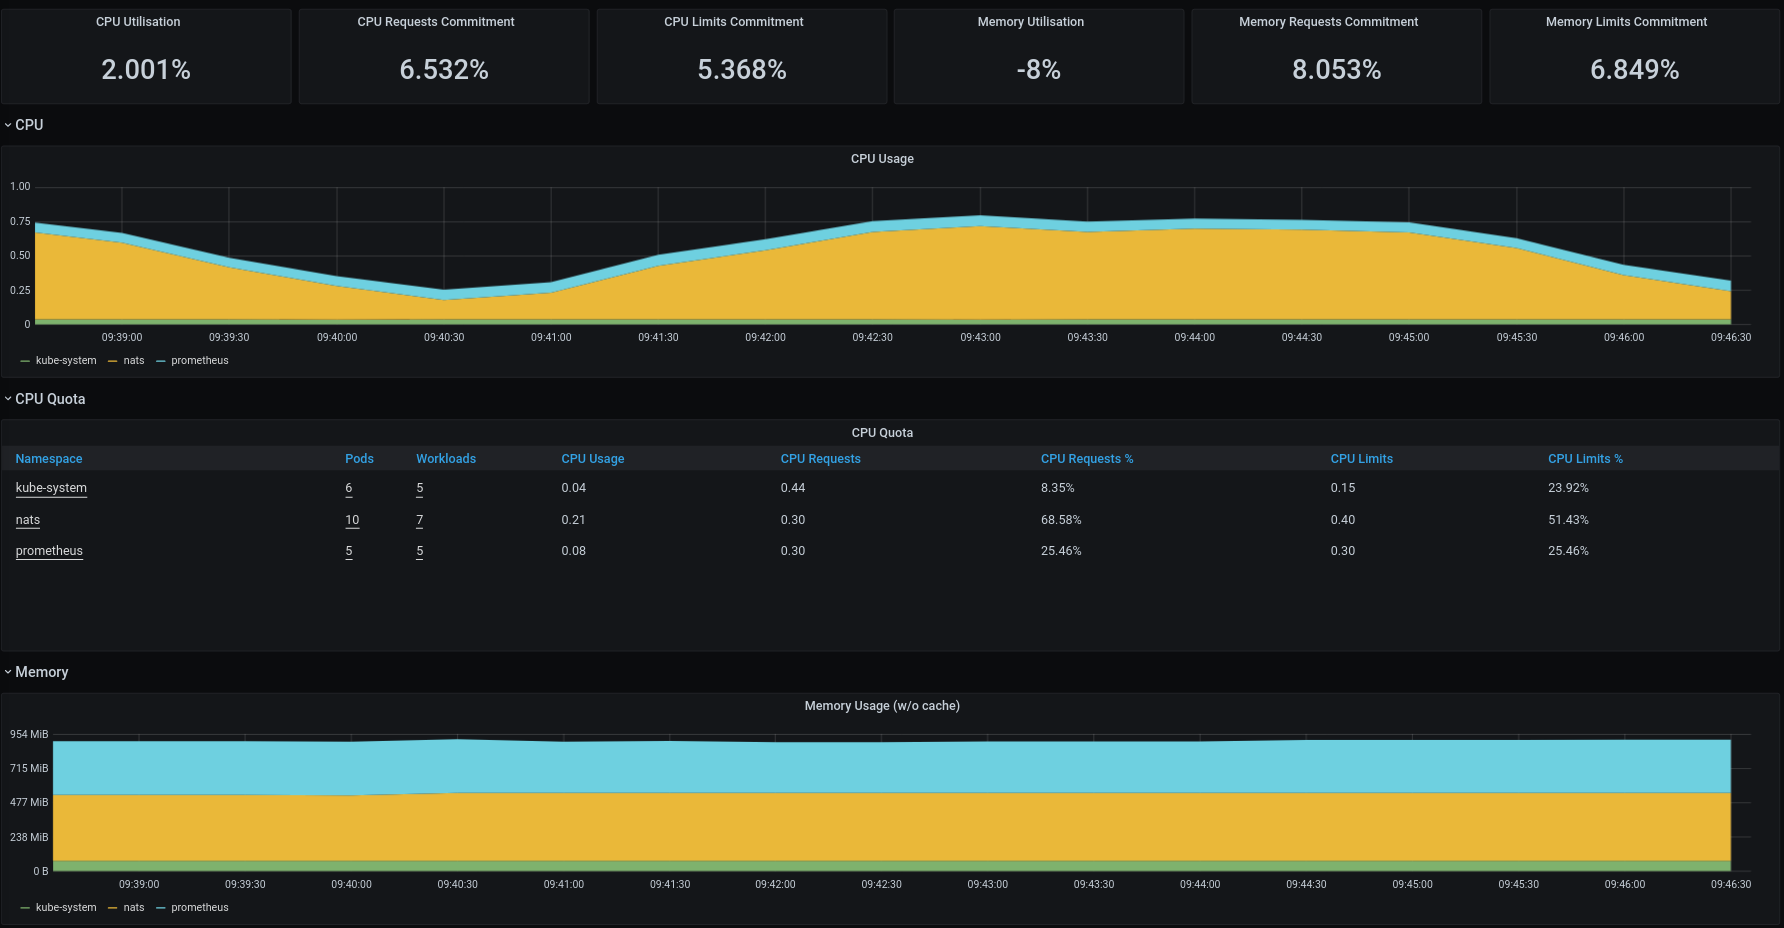 CPU Utilisation CPU Requests Commitment CPU Limits Commitment Memory Utilisation Memory Requests Commitment Memory Limits Commitment
2.001% 6.532% 5.368% -8% 8.053% 6.849%
CPU
CPU Usage
1.00
0.75
0.50
0.25
0
09:39:00 09:39:30 09:40:00 09:40:30 09:41:00 09:41:30 09:42:00 09:42:30 09:43:00 09:43:30 09:44:00 09:44:30 09:45:00 09:45:30 09:46:00 09:46:30
kube-system nats prometheus
CPU Quota
CPU Quota
Namespace Pods Workloads CPU Usage CPU Requests CPU Requests % CPU Limits CPU Limits %
kube-system 6 5 0.04 0.44 8.35% 0.15 23.92%
nats 10 7 0.21 0.30 68.58% 0.40 51.43%
prometheus 5 5 0.08 0.30 25.46% 0.30 25.46%
Memory
Memory Usage (w/o cache)
954 MiB
715 MiB
477 MiB
238 MiB
0 B
09:39:00 09:39:30 09:40:00 09:40:30 09:41:00 09:41:30 09:42:00 09:42:30 09:43:00 09:43:30 09:44:00 09:44:30 09:45:00 09:45:30 09:46:00 09:46:30
kube-system nats prometheus